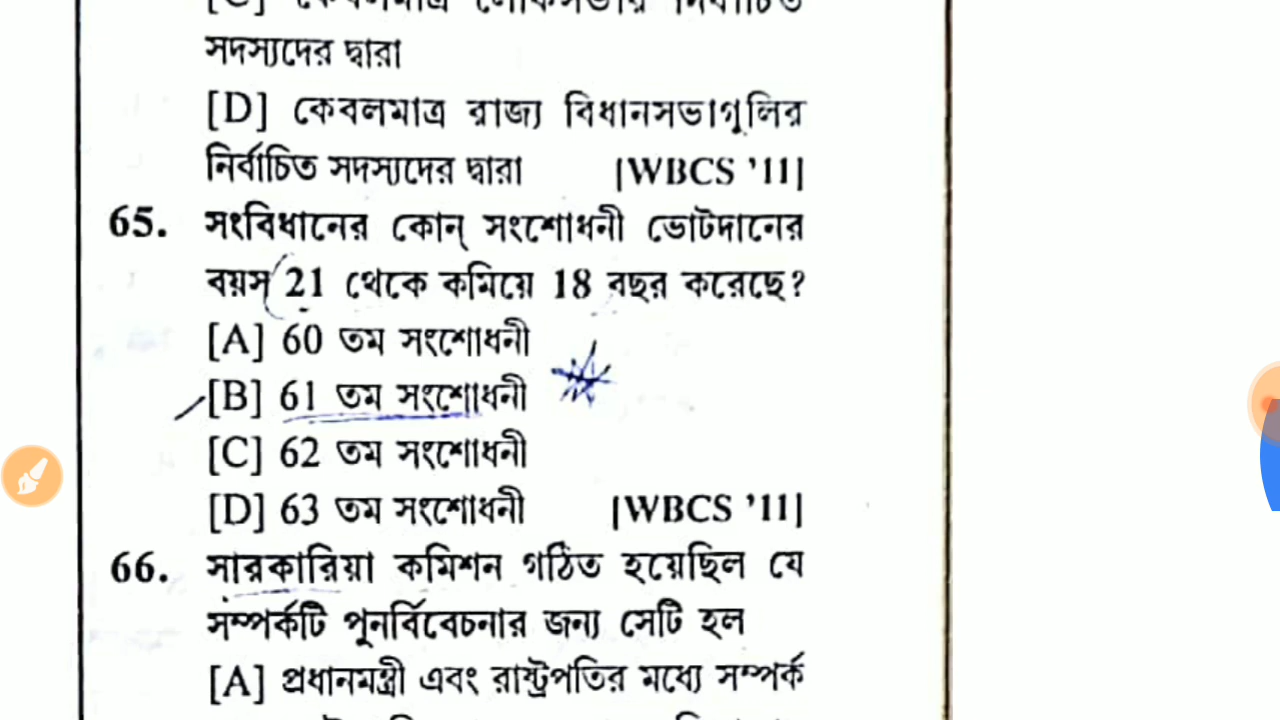 [C] কেবলমাত্র লোকসভার নির্বাচিত
সদস্যদের দ্বারা
[D] কেবলমাত্র রাজ্য বিধানসভাগুলির
নির্বাচিত সদস্যদের দ্বারা [WBCS ’11]
65. সংবিধানের কোন্ সংশোধনী ভোটদানের
বয়স 21 থেকে কমিয়ে 18 বছর করেছে?
[A] 60 তম সংশোধনী
[B] 61 তম সংশোধনী
[C] 62 তম সংশোধনী
[D] 63 তম সংশোধনী [WBCS ’11]
66. সারকারিয়া কমিশন গঠিত হয়েছিল যে
সম্পর্কটি পুনর্বিবেচনার জন্য সেটি হল
[A] প্রধানমন্ত্রী এবং রাষ্ট্রপতির মধ্যে সম্পর্ক